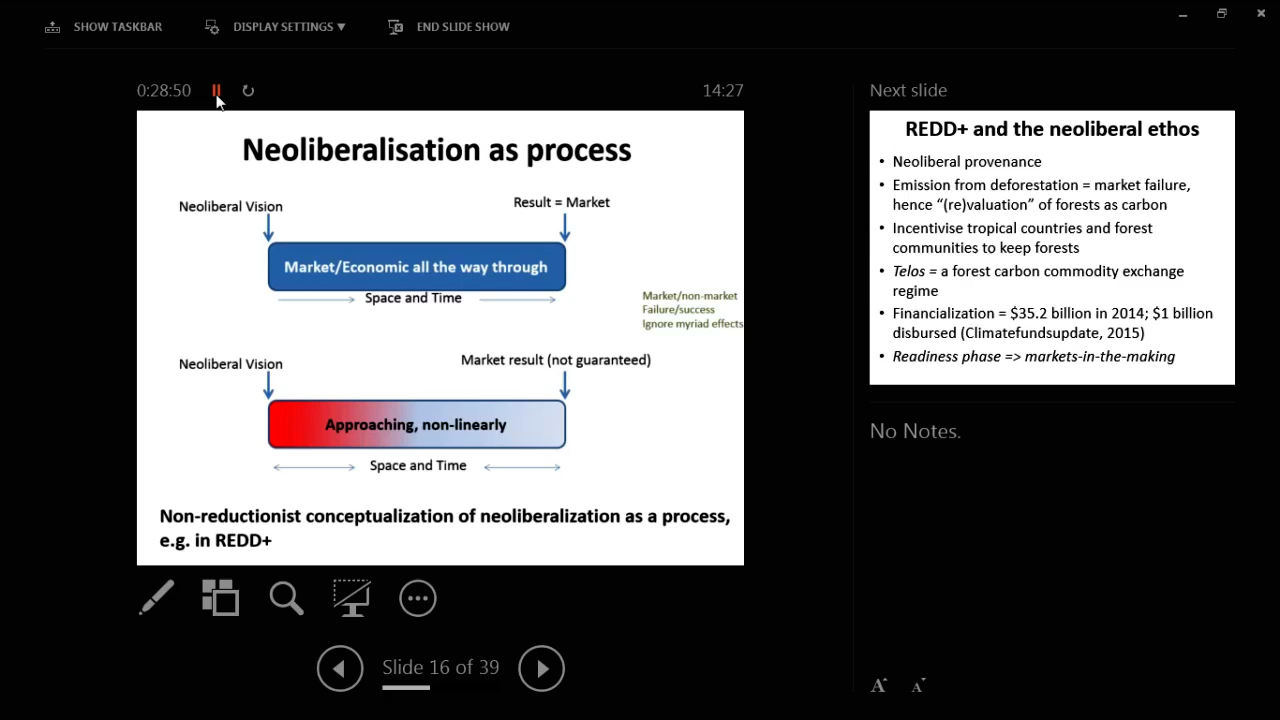 SHOW TASKBAR
DISPLAY SETTINGS ▼
END SLIDE SHOW
0:28:50
14:27
Neoliberalisation as process
Neoliberal Vision
Result = Market
Market/Economic all the way through
Space and Time
Market/non-market
Failure/success
Ignore myriad effects
Neoliberal Vision
Market result (not guaranteed)
Approaching, non-linearly
Space and Time
Non-reductionist conceptualization of neoliberalization as a process,
e.g. in REDD+
Slide 16 of 39
Next slide
REDD+ and the neoliberal ethos
• Neoliberal provenance
• Emission from deforestation = market failure,
hence “(re)valuation” of forests as carbon
• Incentivise tropical countries and forest
communities to keep forests
• Telos = a forest carbon commodity exchange
regime
• Financialization = $35.2 billion in 2014; $1 billion
disbursed (Climatefundsupdate, 2015)
• Readiness phase => markets-in-the-making
No Notes.
A A